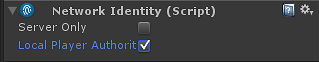 Network Identity (Script)
Server Only
Local Player Authorit